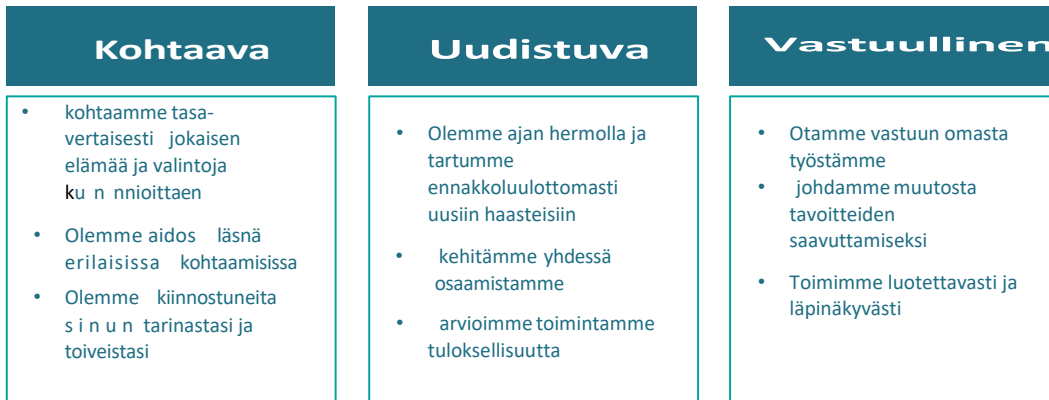 Kohtaava
• kohtaamme tasa-
vertaisesti jokaisen
elämää ja valintoja
ku n nnioittaen
• Olemme aidos läsnä
erilaisissa kohtaamisissa
• Olemme kiinnostuneita
s i n u n tarinastasi ja
toiveistasi
Uudistuva
• Olemme ajan hermolla ja
tartumme
ennakkoluulottomasti
uusiin haasteisiin
• kehitämme yhdessä
osaamistamme
• arvioimme toimintamme
tuloksellisuutta
Vastuullinen
• Otamme vastuun omasta
työstämme
• johdamme muutosta
tavoitteiden
saavuttamiseksi
• Toimimme luotettavasti ja
läpinäkyvästi